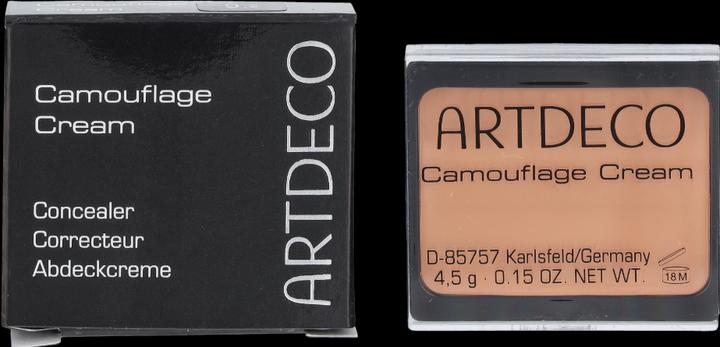 Camouflage
Cream
Concealer
Correcteur
Abdeckcreme
ARTDECO
ARTDECO
Camouflage Cream
D-85757 Karlsfeld/Germany
4,5 g · 0.15 OZ. NET WT.
18M